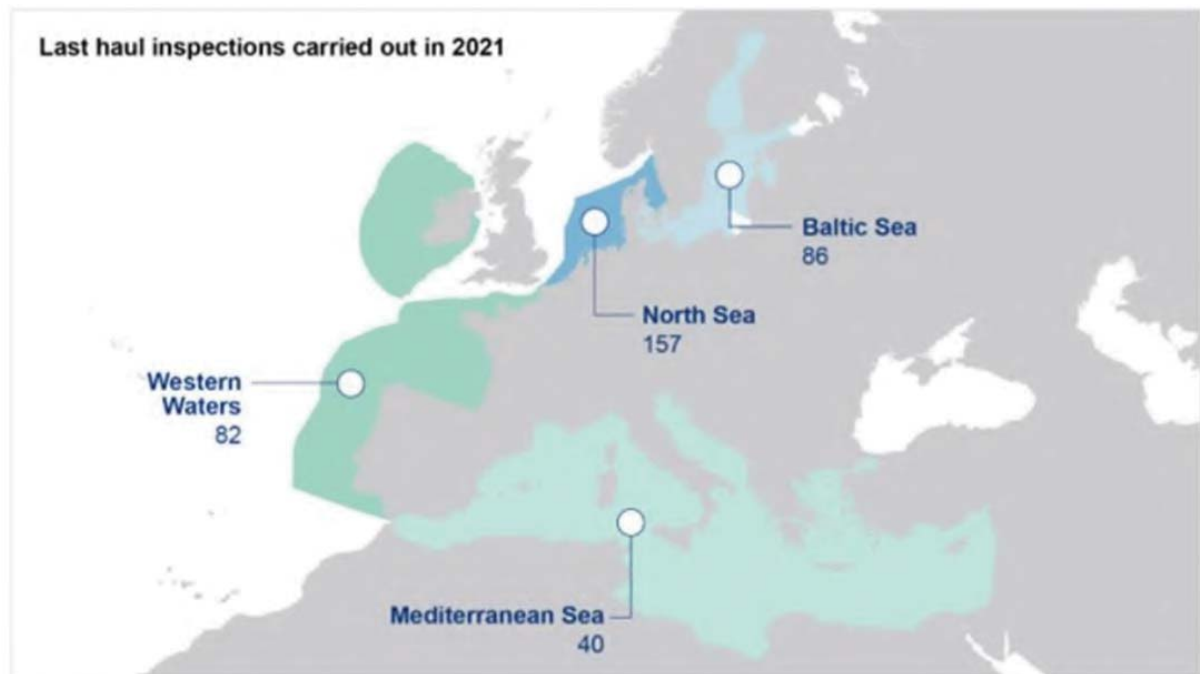 Last haul inspections carried out in 2021
Baltic Sea
86
North Sea
157
Western
Waters
82
Mediterranean Sea
40